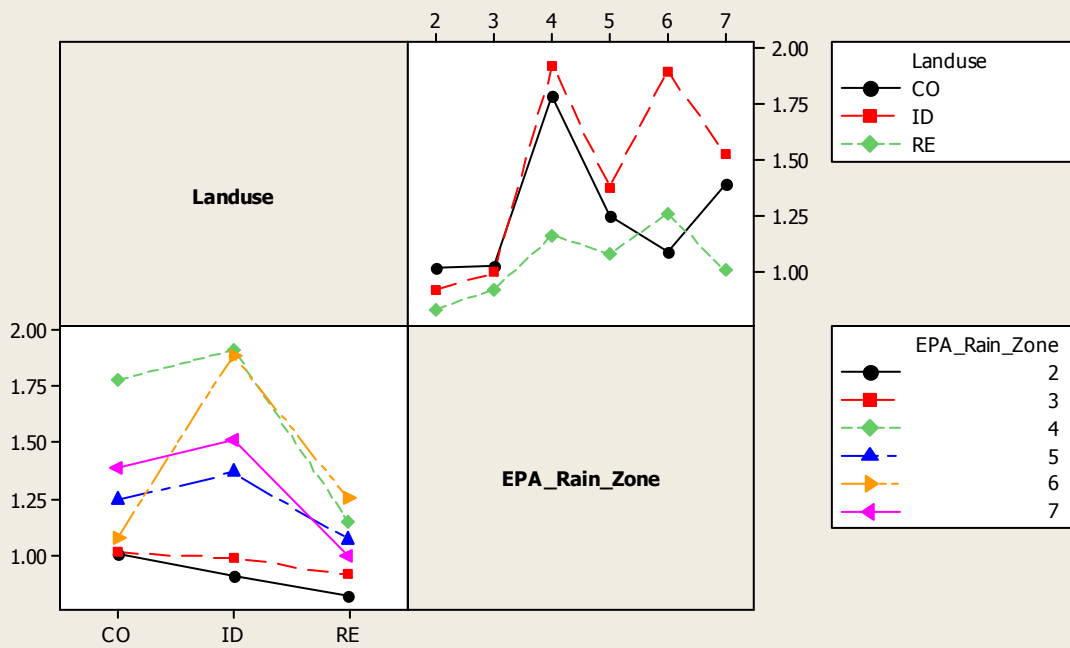 2 3 4 5 6 7
2.00
1.75
1.50
1.25
1.00
Landuse
CO
ID
RE
Landuse
2.00
1.75
1.50
1.25
1.00
CO ID RE
EPA_Rain_Zone
EPA_Rain_Zone
2
3
4
5
6
7